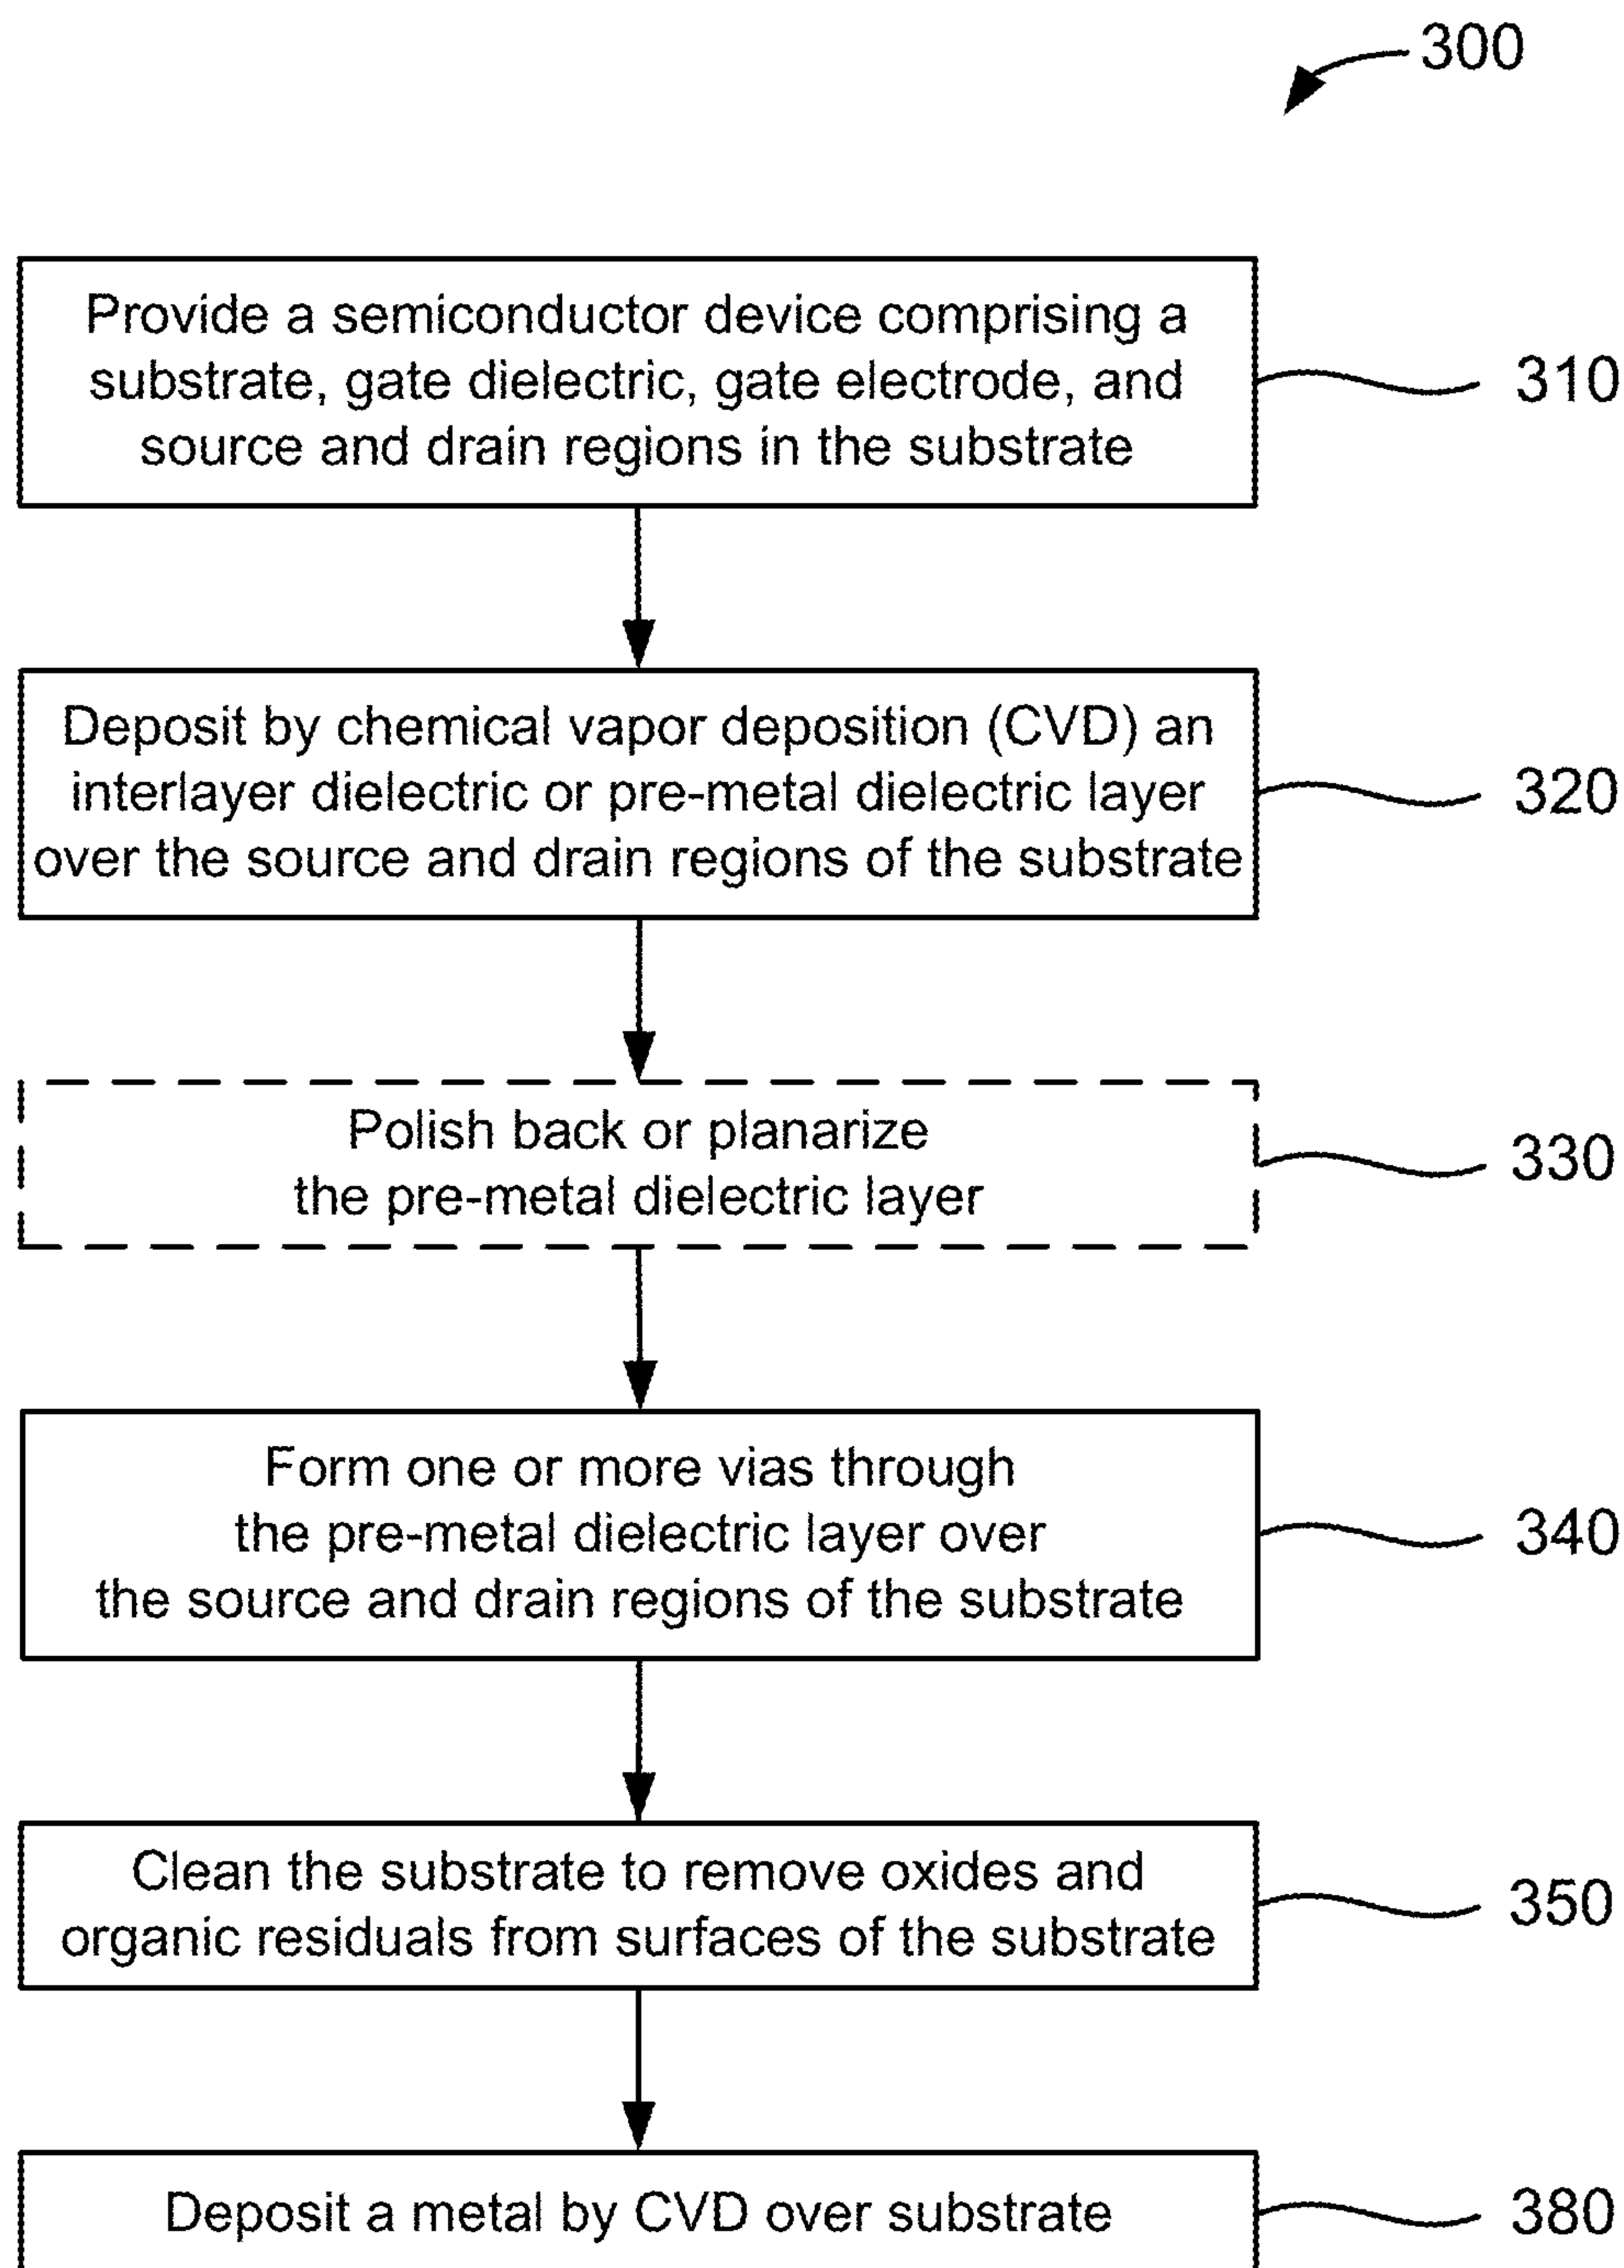 300
Provide a semiconductor device comprising a
substrate, gate dielectric, gate electrode, and
source and drain regions in the substrate
310
Deposit by chemical vapor deposition (CVD) an
interlayer dielectric or pre-metal dielectric layer
over the source and drain regions of the substrate
320
Polish back or planarize
the pre-metal dielectric layer
330
Form one or more vias through
the pre-metal dielectric layer over
the source and drain regions of the substrate
340
Clean the substrate to remove oxides and
organic residuals from surfaces of the substrate
350
Deposit a metal by CVD over substrate
380